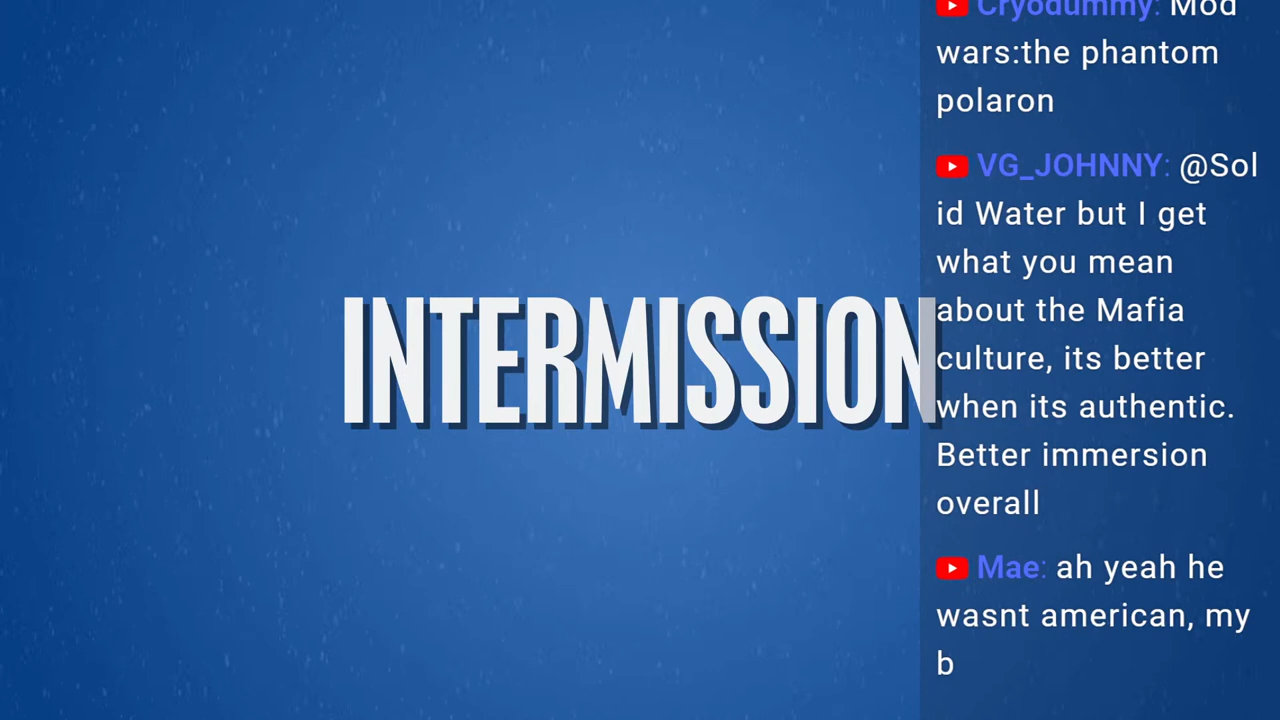 INTERMISSION
Cryodummy: Mod
wars:the phantom
polaron
VG_JOHNNY: @Sol
id Water but I get
what you mean
about the Mafia
culture, its better
when its authentic.
Better immersion
overall
Mae: ah yeah he
wasnt american, my
b